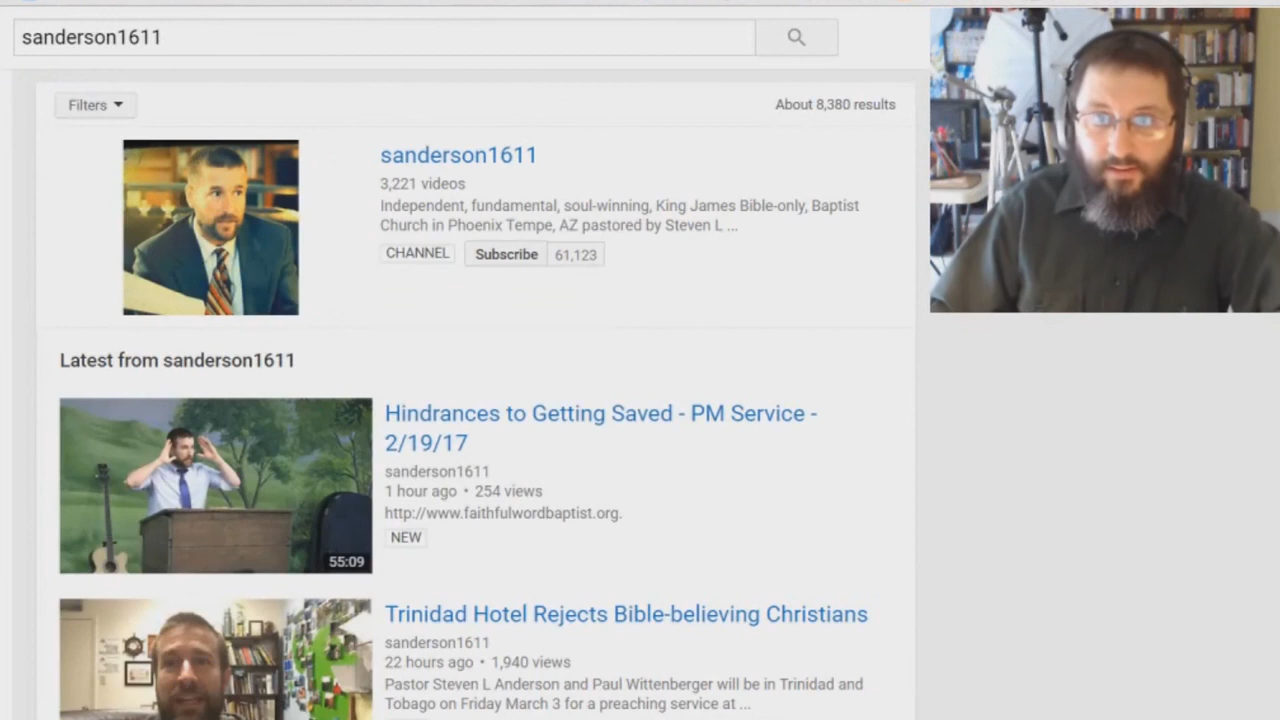 sanderson1611
Filters
About 8,380 results
sanderson1611
3,221 videos
Independent, fundamental, soul-winning, King James Bible-only, Baptist
Church in Phoenix Tempe, AZ pastored by Steven L ...
CHANNEL Subscribe 61,123
Latest from sanderson1611
Hindrances to Getting Saved - PM Service -
2/19/17
sanderson1611
1 hour ago • 254 views
http://www.faithfulwordbaptist.org.
NEW
55:09
Trinidad Hotel Rejects Bible-believing Christians
sanderson1611
22 hours ago • 1,940 views
Pastor Steven L Anderson and Paul Wittenberger will be in Trinidad and
Tobago on Friday March 3 for a preaching service at ...